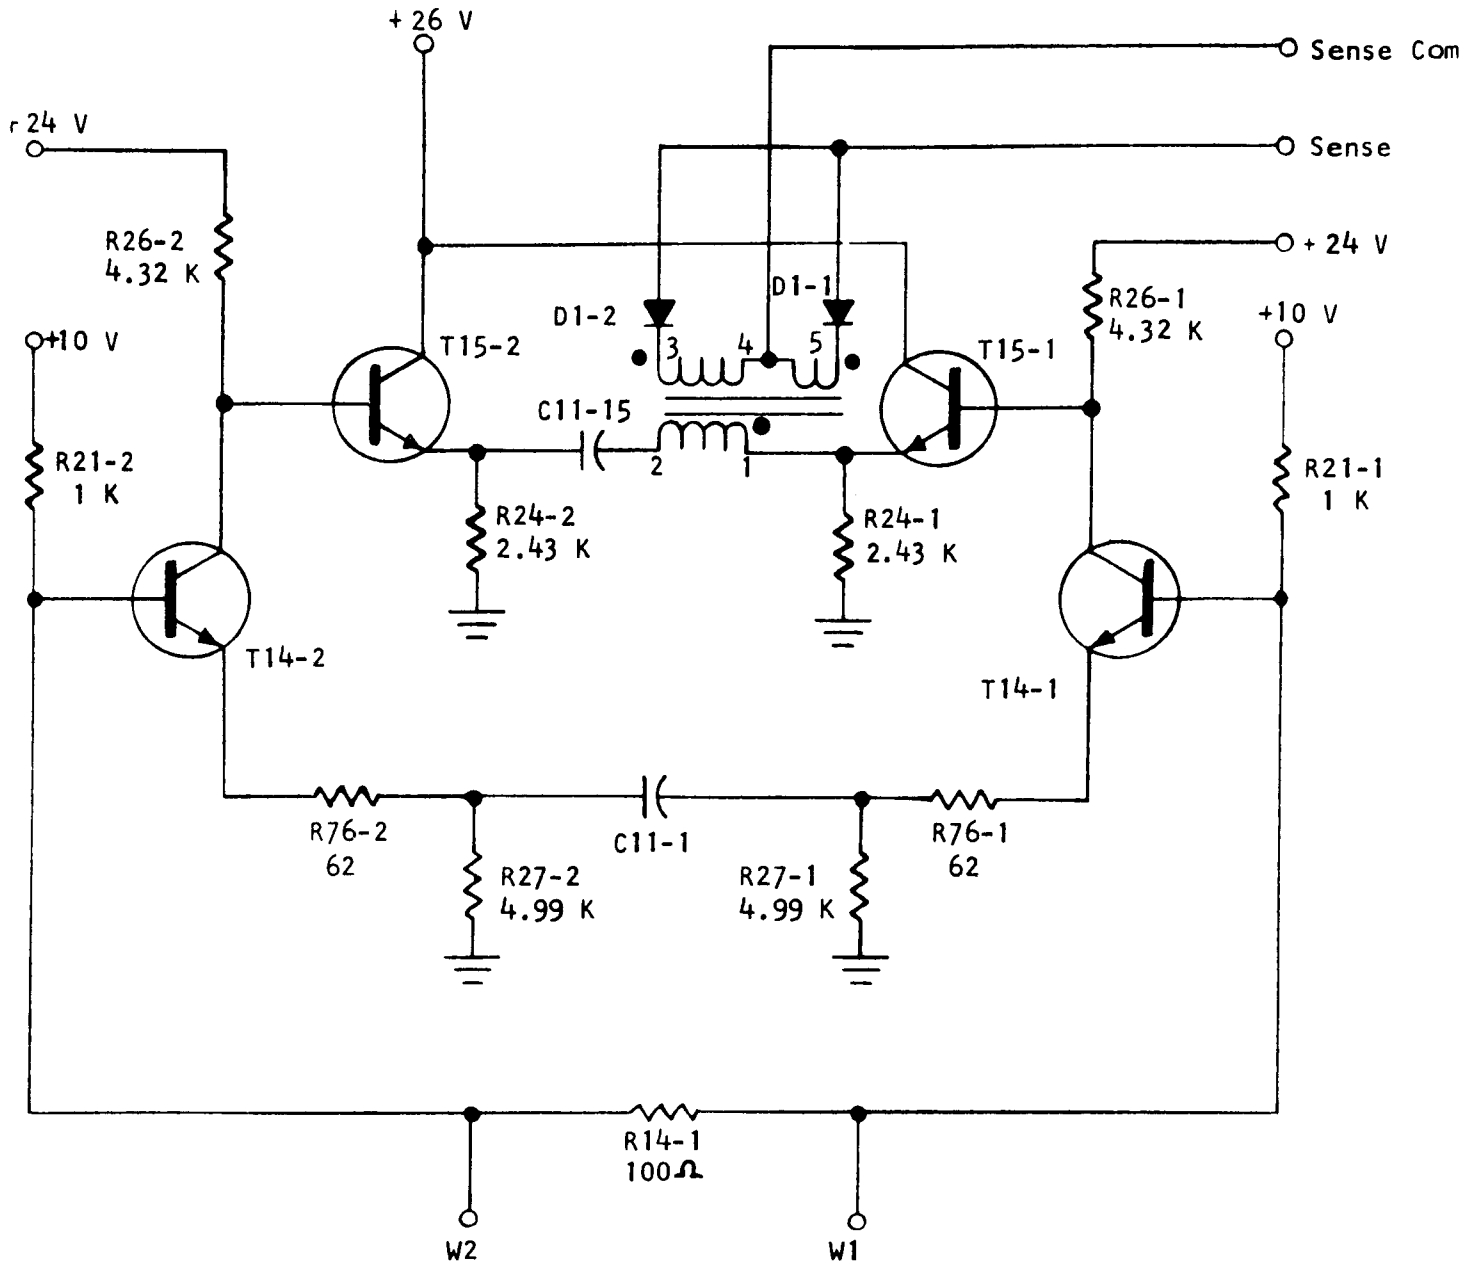 +26 V
Sense Com
r 24 V
Sense
R26-2
4.32 K
+ 24 V
D1-1
R26-1
4.32 K
+10 V
D1-2
+10 V
T15-2
3
4
5
T15-1
C11-15
R21-2
1 K
2
1
R21-1
1 K
R24-2
2.43 K
R24-1
2.43 K
T14-2
T14-1
R76-2
62
C11-1
R76-1
62
R27-2
4.99 K
R27-1
4.99 K
R14-1
100Ω
W2
W1